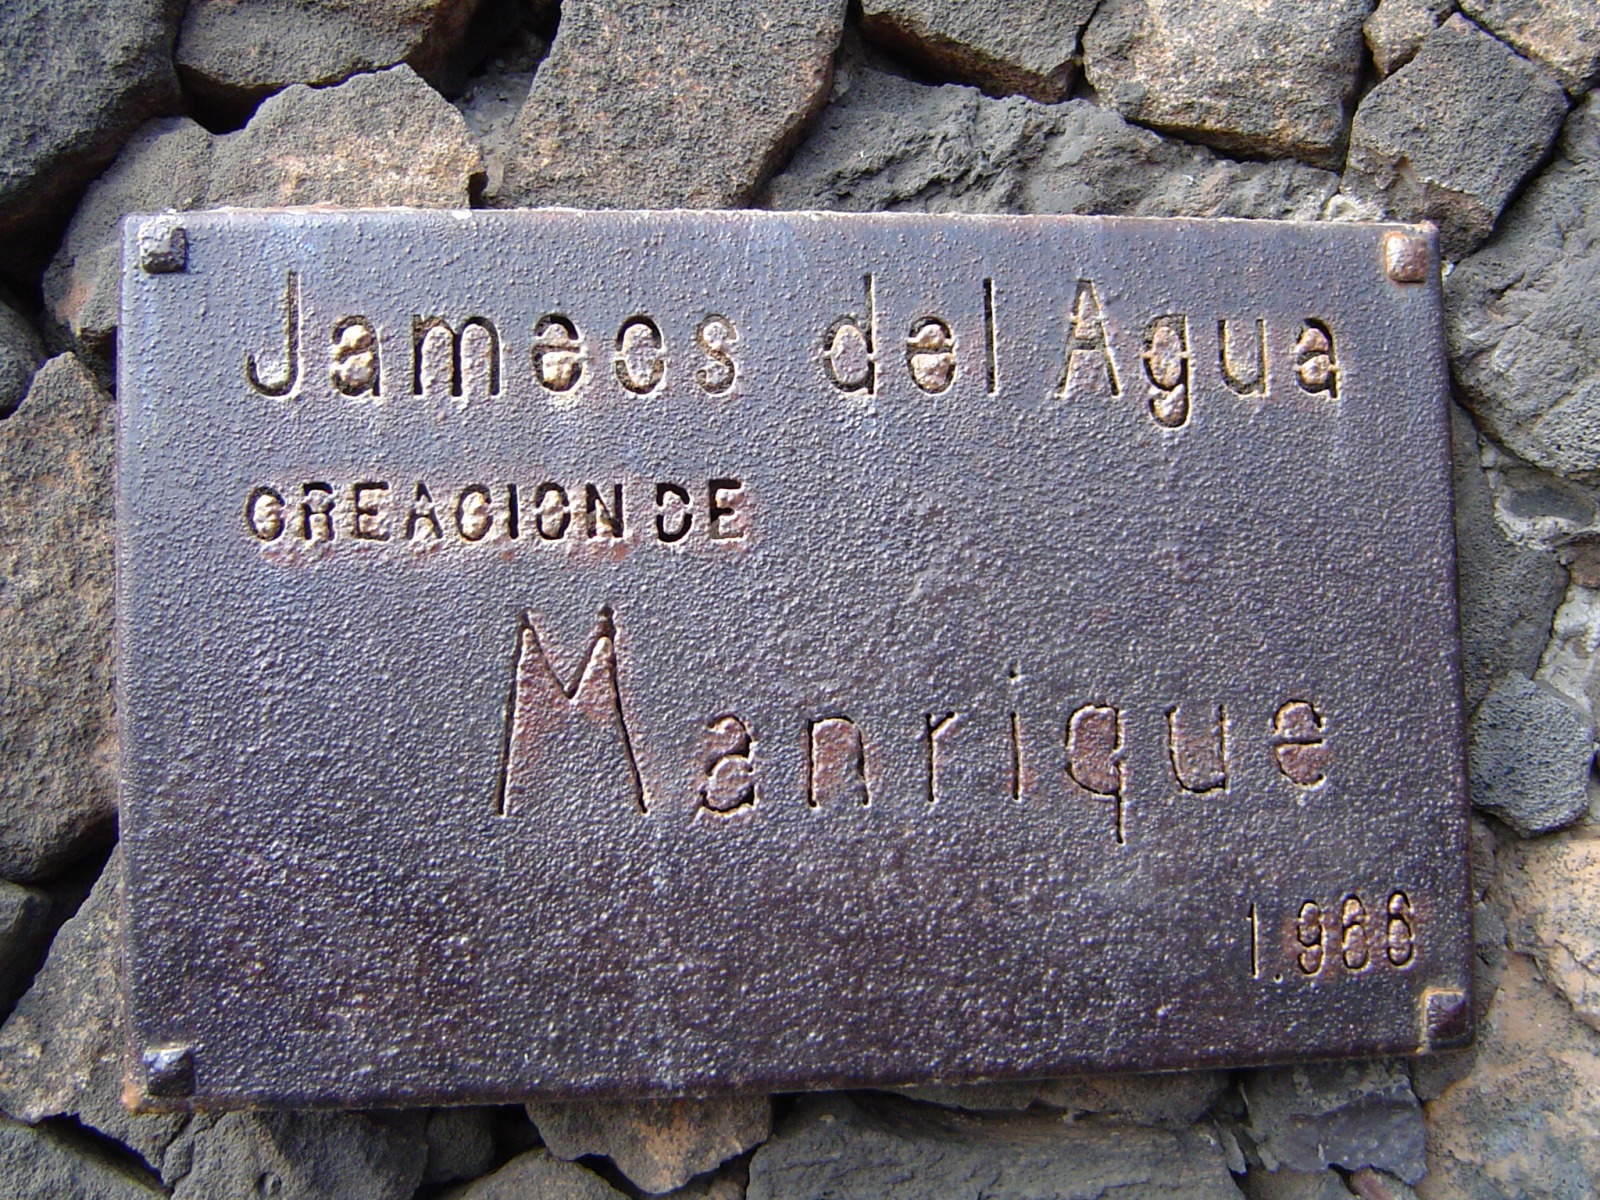 Jameos del Agua
CREACION DE
Manrique
1.966